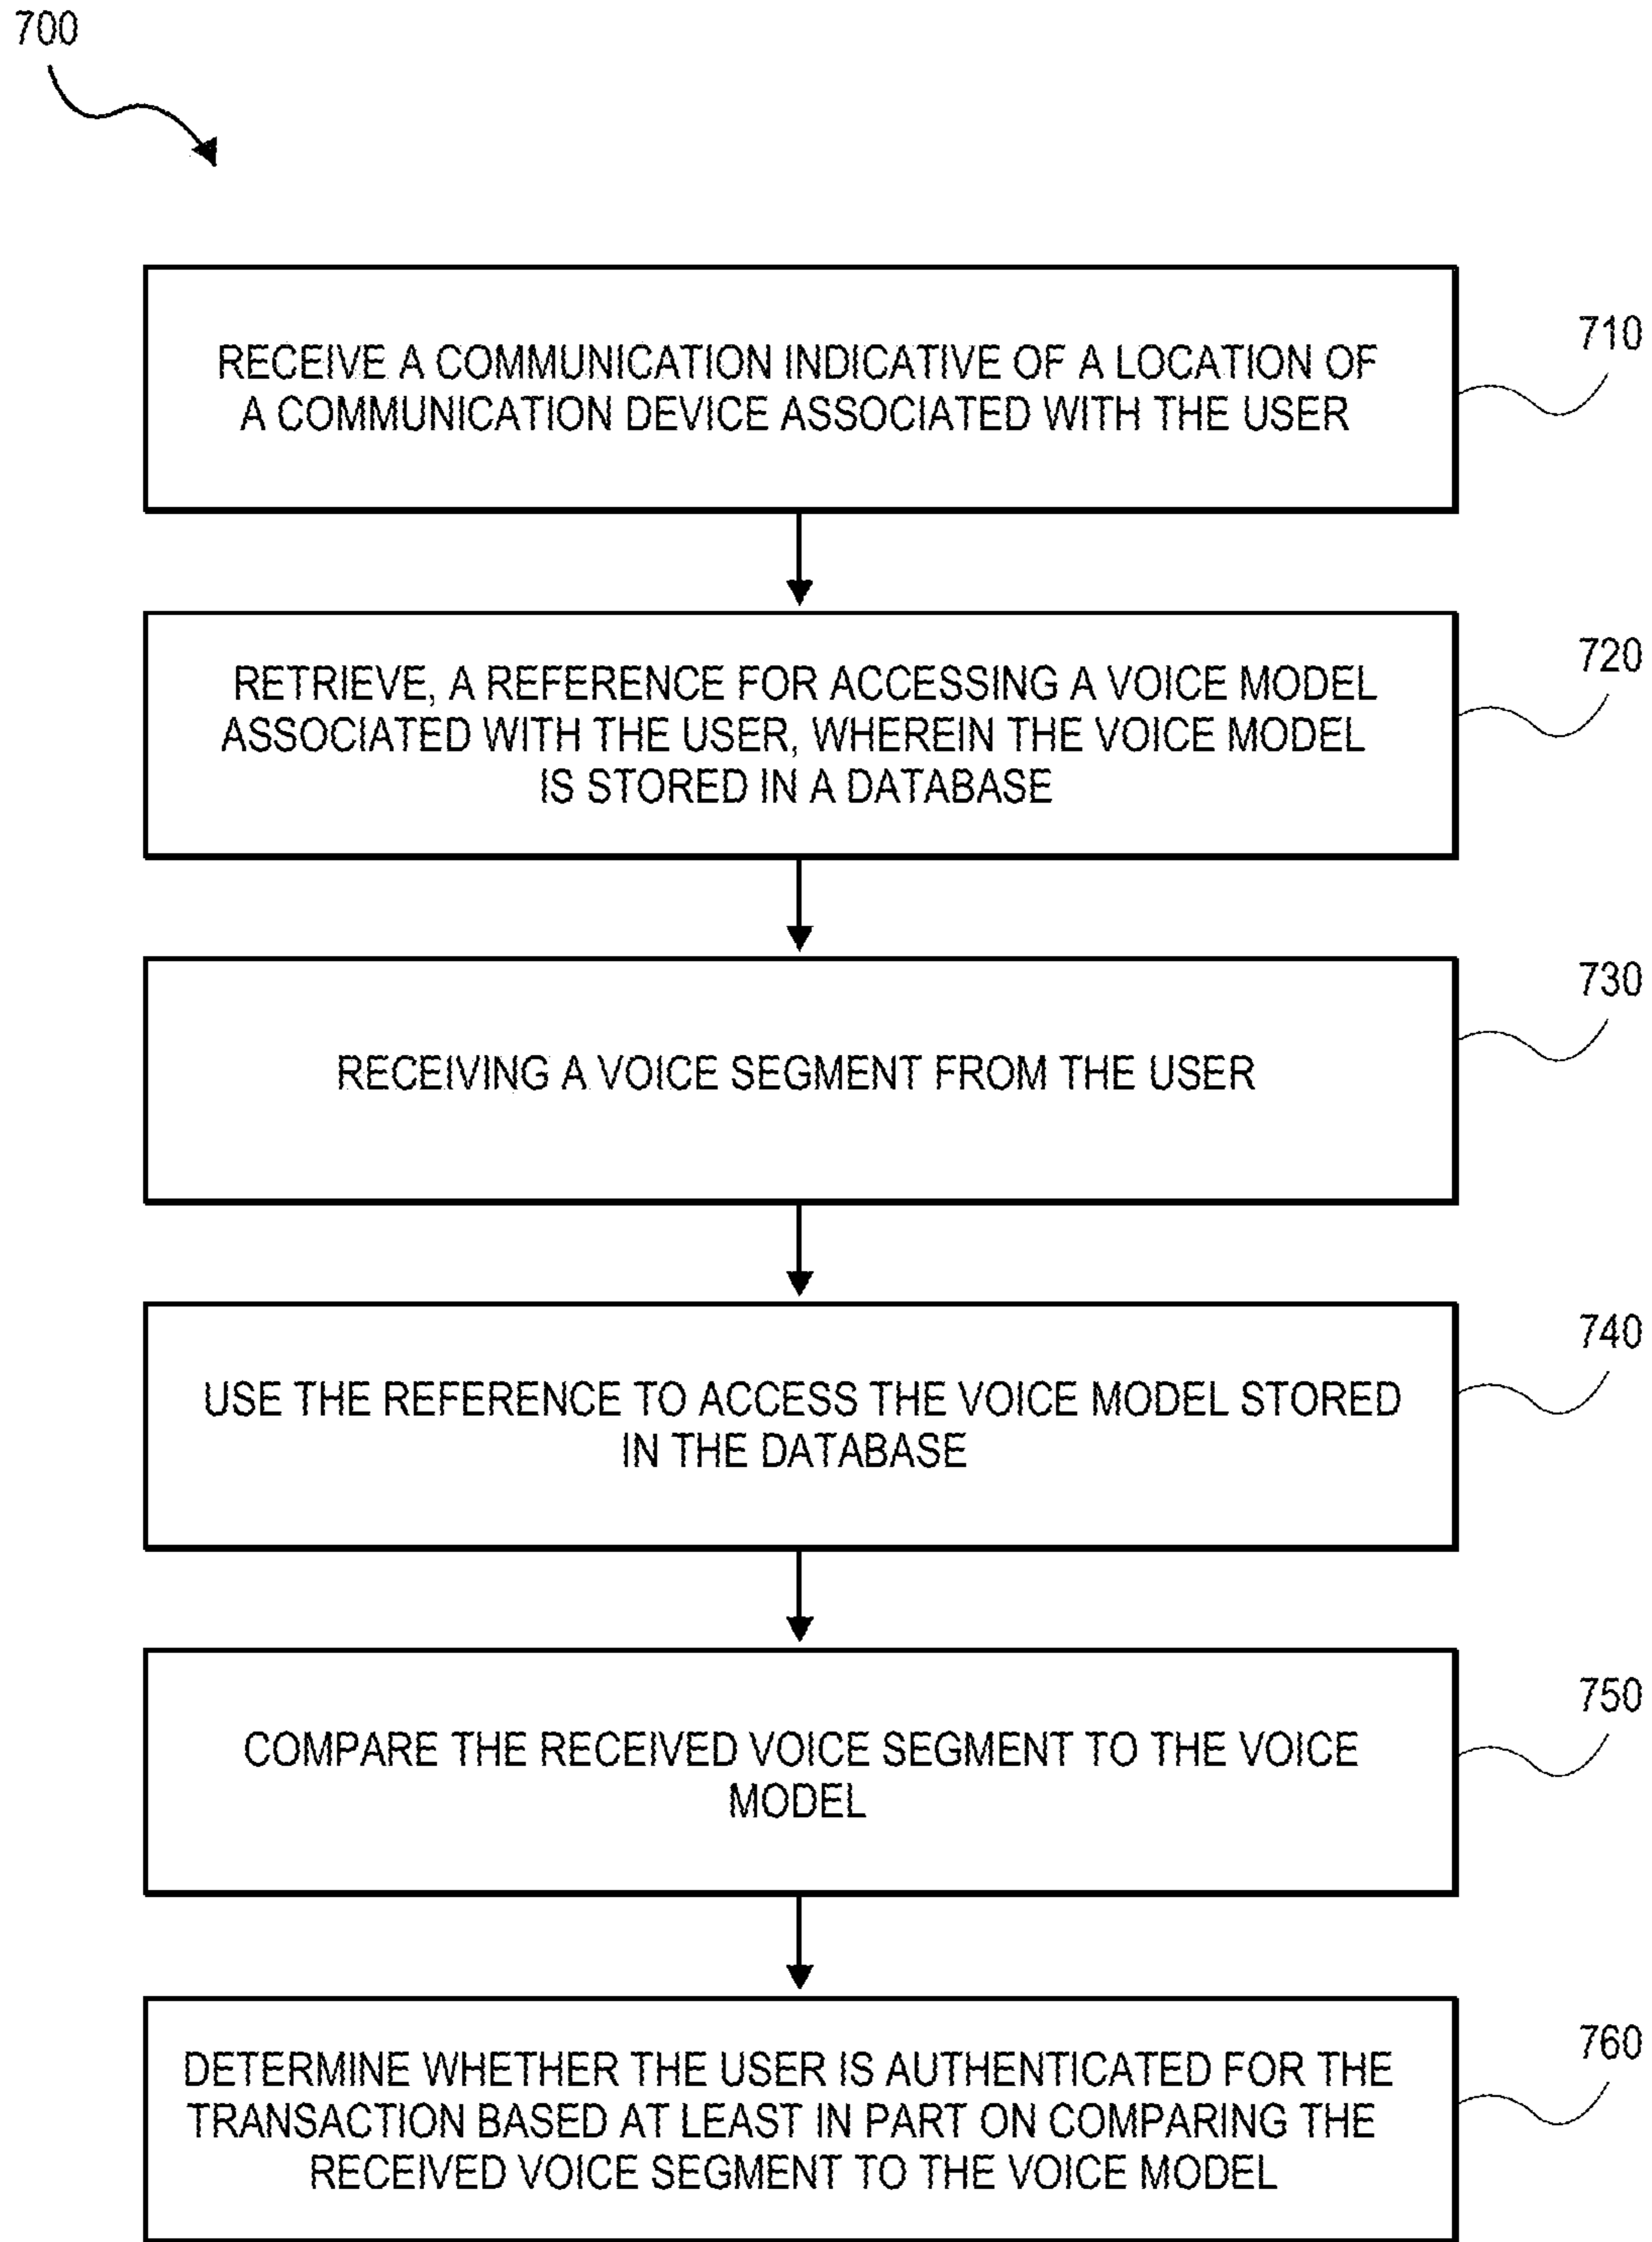 700
RECEIVE A COMMUNICATION INDICATIVE OF A LOCATION OF
A COMMUNICATION DEVICE ASSOCIATED WITH THE USER
710
RETRIEVE, A REFERENCE FOR ACCESSING A VOICE MODEL
ASSOCIATED WITH THE USER, WHEREIN THE VOICE MODEL
IS STORED IN A DATABASE
720
RECEIVING A VOICE SEGMENT FROM THE USER
730
USE THE REFERENCE TO ACCESS THE VOICE MODEL STORED
IN THE DATABASE
740
COMPARE THE RECEIVED VOICE SEGMENT TO THE VOICE
MODEL
750
DETERMINE WHETHER THE USER IS AUTHENTICATED FOR THE
TRANSACTION BASED AT LEAST IN PART ON COMPARING THE
RECEIVED VOICE SEGMENT TO THE VOICE MODEL
760